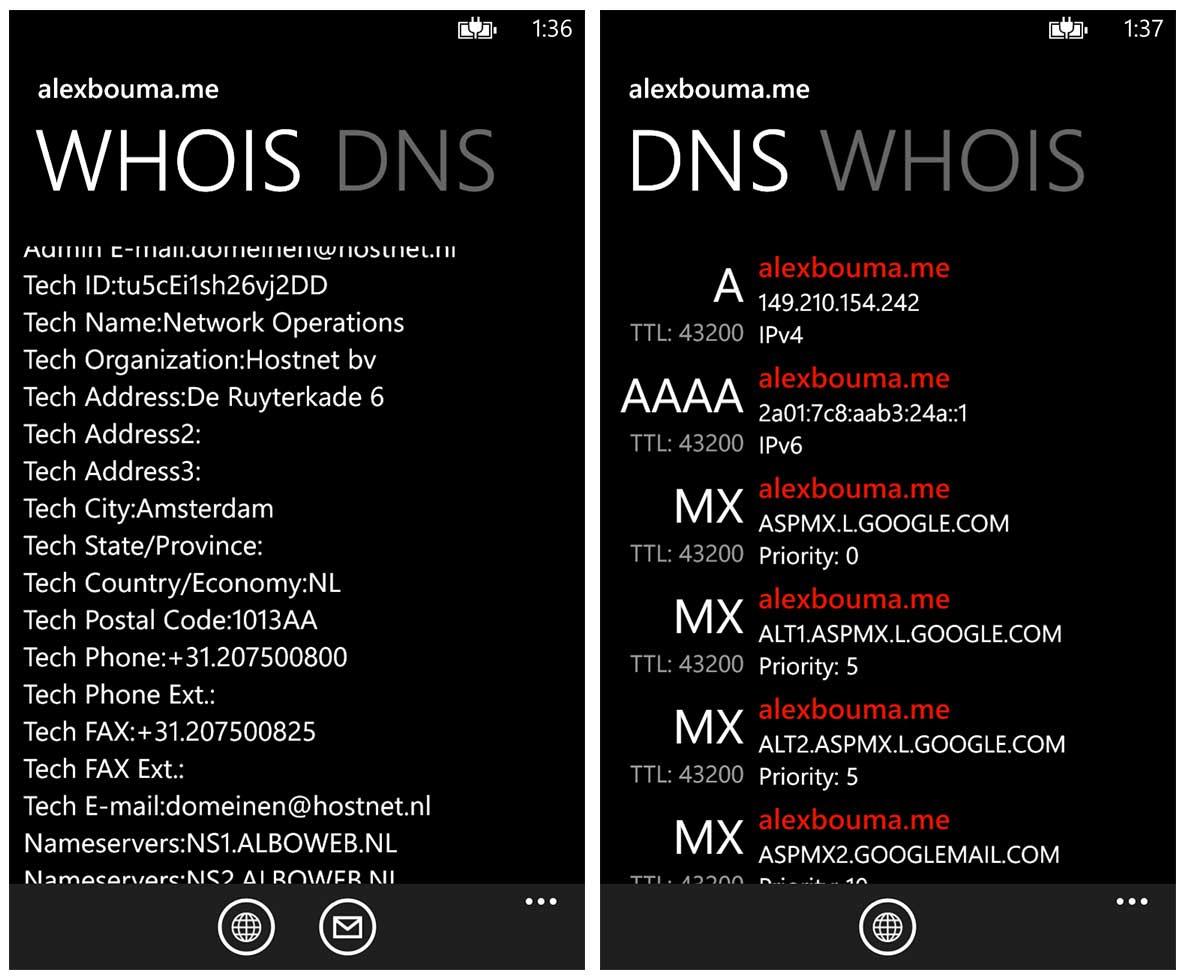 1:36
alexbouma.me
WHOIS DNS
Admin E-mail:domeinen@hostnet.nl
Tech ID:tu5cEi1sh26vj2DD
Tech Name:Network Operations
Tech Organization:Hostnet bv
Tech Address:De Ruyterkade 6
Tech Address2:
Tech Address3:
Tech City:Amsterdam
Tech State/Province:
Tech Country/Economy:NL
Tech Postal Code:1013AA
Tech Phone:+31.207500800
Tech Phone Ext.:
Tech FAX:+31.207500825
Tech FAX Ext.:
Tech E-mail:domeinen@hostnet.nl
Nameservers:NS1.ALBOWEB.NL
Nameservers:NS2.ALBOWEB.NL
1:37
alexbouma.me
DNS WHOIS
A alexbouma.me
149.210.154.242
TTL: 43200 IPv4
AAAA alexbouma.me
2a01:7c8:aab3:24a::1
TTL: 43200 IPv6
MX alexbouma.me
ASPMX.L.GOOGLE.COM
TTL: 43200 Priority: 0
MX alexbouma.me
ALT1.ASPMX.L.GOOGLE.COM
TTL: 43200 Priority: 5
MX alexbouma.me
ALT2.ASPMX.L.GOOGLE.COM
TTL: 43200 Priority: 5
MX alexbouma.me
ASPMX2.GOOGLEMAIL.COM
TTL: 43200 Priority: 10